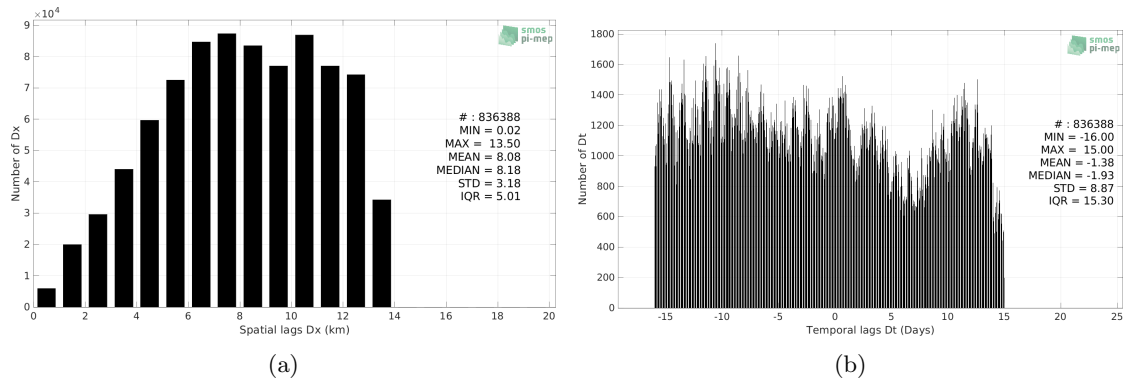 ×10⁴
9
8
7
6
5
4
3
2
1
0
Number of Dx
0 2 4 6 8 10 12 14 16 18 20
Spatial lags Dx (km)
smos
pi-mep
# : 836388
MIN = 0.02
MAX = 13.50
MEAN = 8.08
MEDIAN = 8.18
STD = 3.18
IQR = 5.01
(a)
1800
1600
1400
1200
1000
800
600
400
200
0
Number of Dt
-15 -10 -5 0 5 10 15 20 25
Temporal lags Dt (Days)
smos
pi-mep
# : 836388
MIN = -16.00
MAX = 15.00
MEAN = -1.38
MEDIAN = -1.93
STD = 8.87
IQR = 15.30
(b)